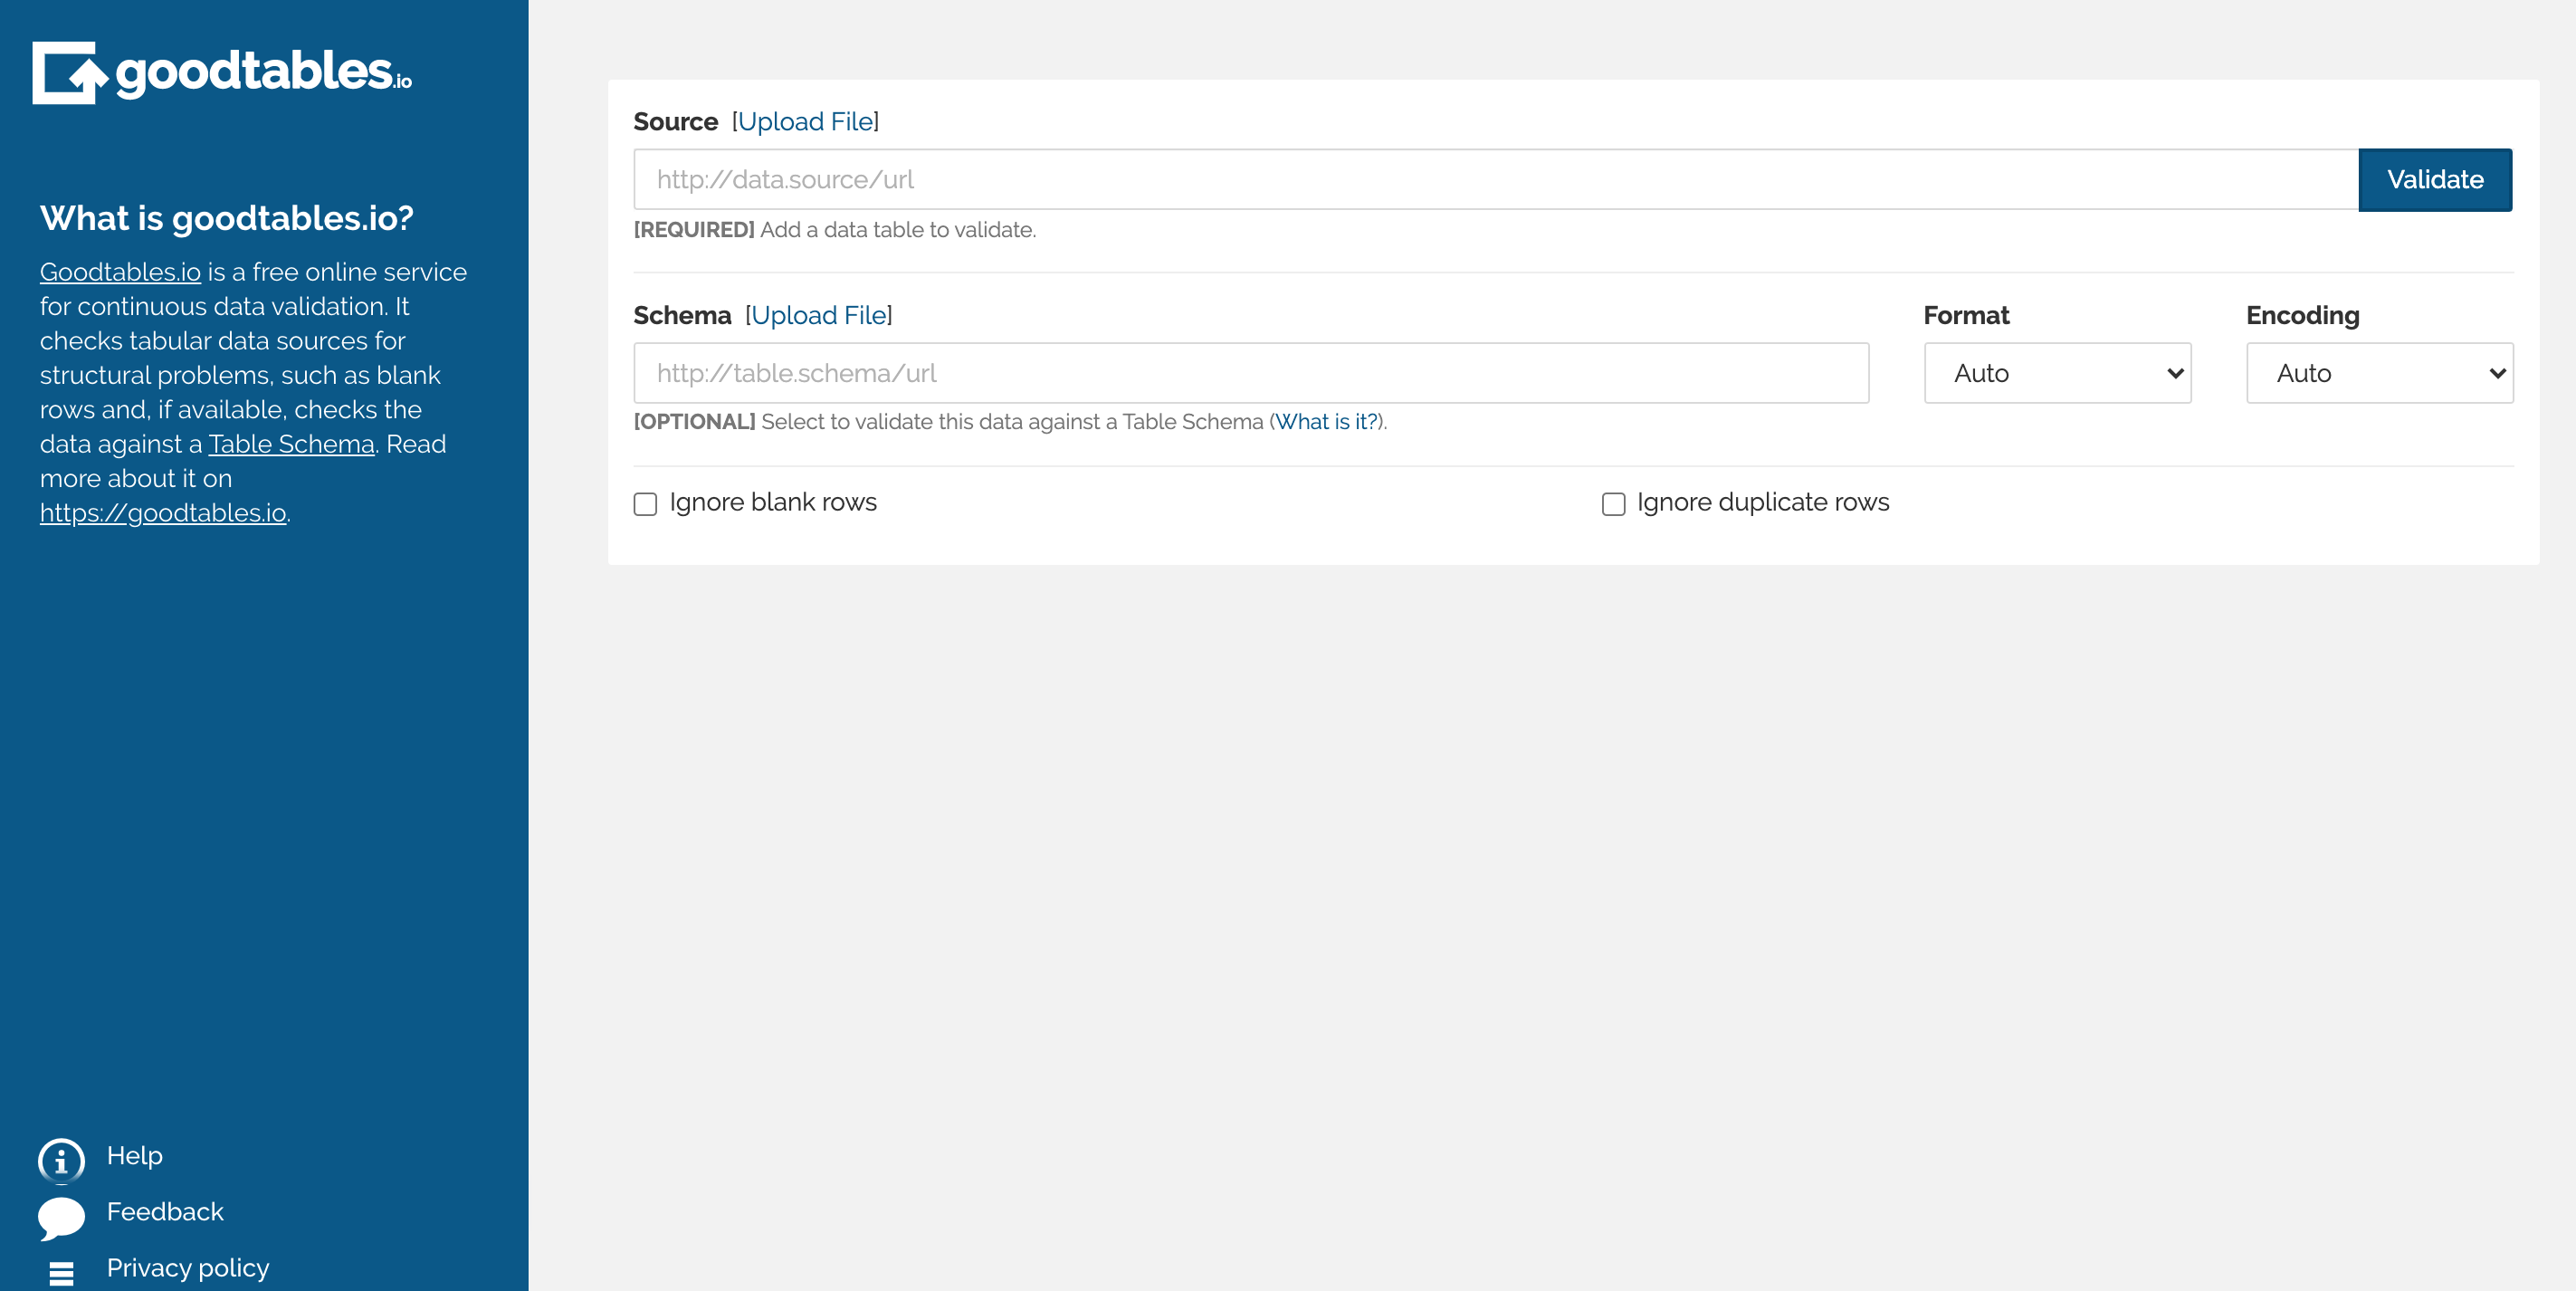 goodtables.io
What is goodtables.io?
Goodtables.io is a free online service
for continuous data validation. It
checks tabular data sources for
structural problems, such as blank
rows and, if available, checks the
data against a Table Schema. Read
more about it on
https://goodtables.io.
Help
Feedback
Privacy policy
Source [Upload File]
http://data.source/url
Validate
[REQUIRED] Add a data table to validate.
Schema [Upload File]
Format
Encoding
http://table.schema/url
Auto
Auto
[OPTIONAL] Select to validate this data against a Table Schema (What is it?).
Ignore blank rows
Ignore duplicate rows